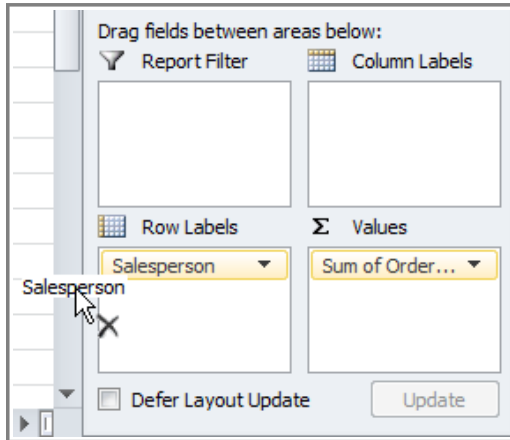 Drag fields between areas below:
Report Filter
Column Labels
Row Labels
Σ Values
Salesperson
Sum of Order...
Salesperson
Defer Layout Update
Update